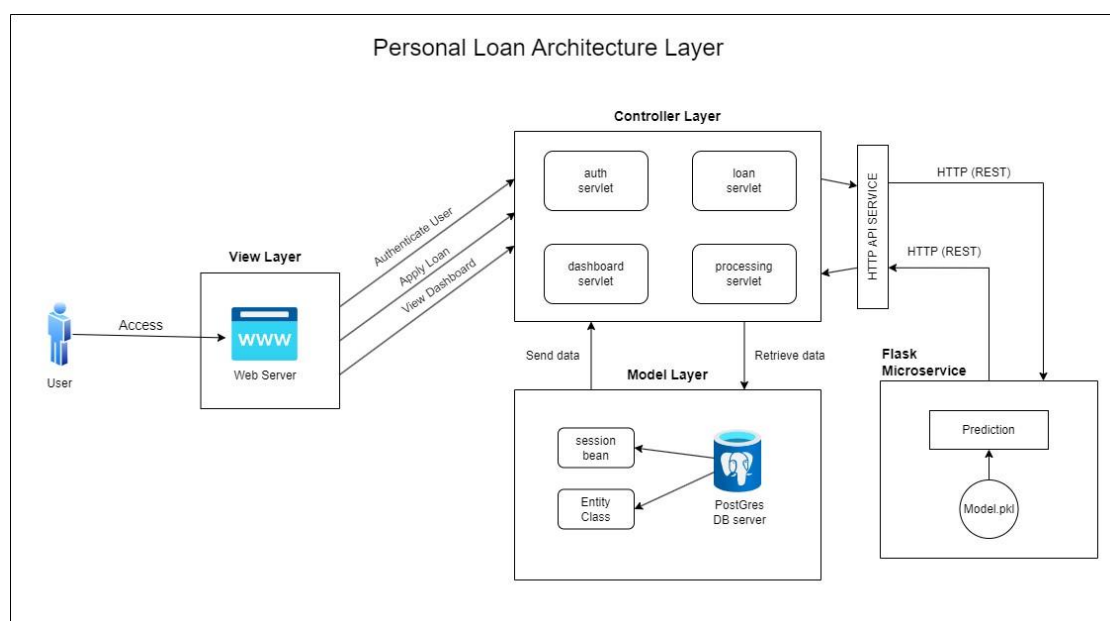 Personal Loan Architecture Layer
Controller Layer
auth
servlet
loan
servlet
dashboard
servlet
processing
servlet
HTTP API SERVICE
HTTP (REST)
HTTP (REST)
Authenticate User
Apply Loan
View Dashboard
View Layer
WWW
Web Server
Access
User
Send data
Retrieve data
Model Layer
session
bean
Entity
Class
PostGres
DB server
Flask
Microservice
Prediction
Model.pkl